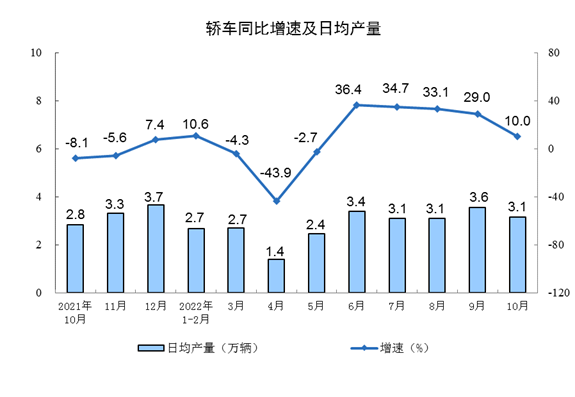 轿车同比增速及日均产量
10
8
6
4
2
0
80
40
0
-40
-80
-120
-8.1
-5.6
7.4
10.6
-4.3
-43.9
-2.7
36.4
34.7
33.1
29.0
10.0
2.8
3.3
3.7
2.7
2.7
1.4
2.4
3.4
3.1
3.1
3.6
3.1
2021年
10月
11月
12月
2022年
1-2月
3月
4月
5月
6月
7月
8月
9月
10月
日均产量（万辆）
增速（%）